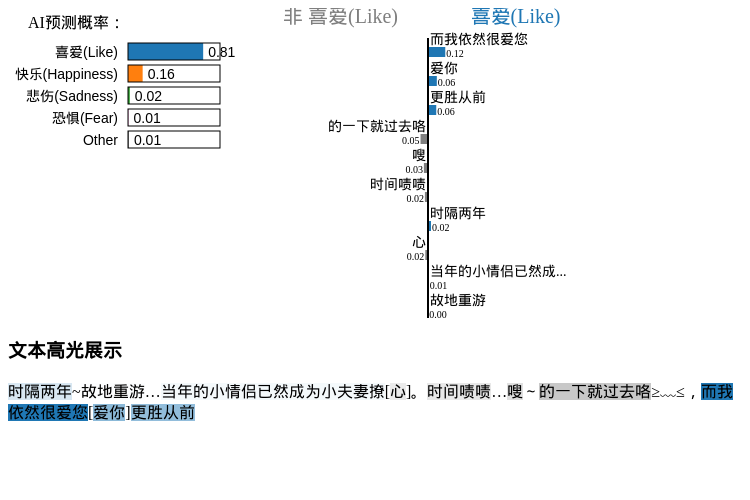 AI预测概率：
喜爱(Like) 0.81
快乐(Happiness) 0.16
悲伤(Sadness) 0.02
恐惧(Fear) 0.01
Other 0.01
非 喜爱(Like) 喜爱(Like)
而我依然很爱您
0.12
爱你
0.06
更胜从前
0.06
的一下就过去咯
0.05
嗖
0.03
时间啧啧
0.02
时隔两年
0.02
心
0.02
当年的小情侣已然成...
0.01
故地重游
0.00
文本高光展示
时隔两年~故地重游…当年的小情侣已然成为小夫妻撩[心]。时间啧啧…嗖～的一下就过去咯≥﹏≤，而我
依然很爱您[爱你]更胜从前